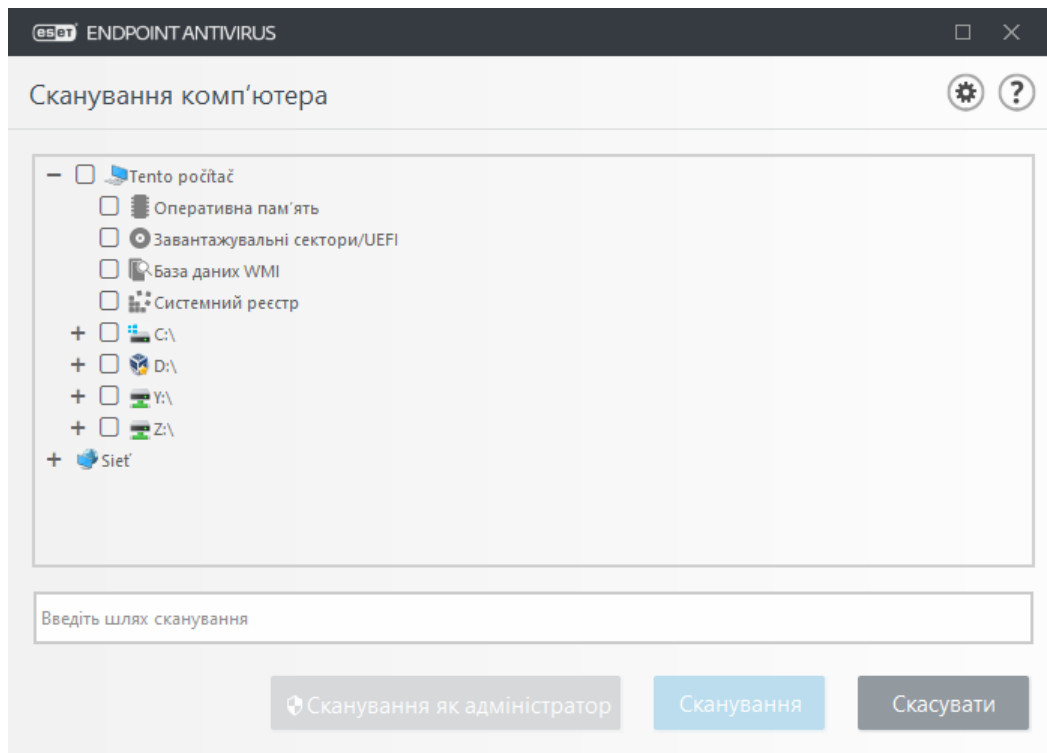 eset ENDPOINT ANTIVIRUS
Сканування комп’ютера
Tento počítač
Оперативна пам´ять
Завантажувальні сектори/UEFI
База даних WMI
Системний реєстр
C:\
D:\
Y:\
Z:\
Sieť
Введіть шлях сканування
Сканування як адміністратор
Сканування
Скасувати